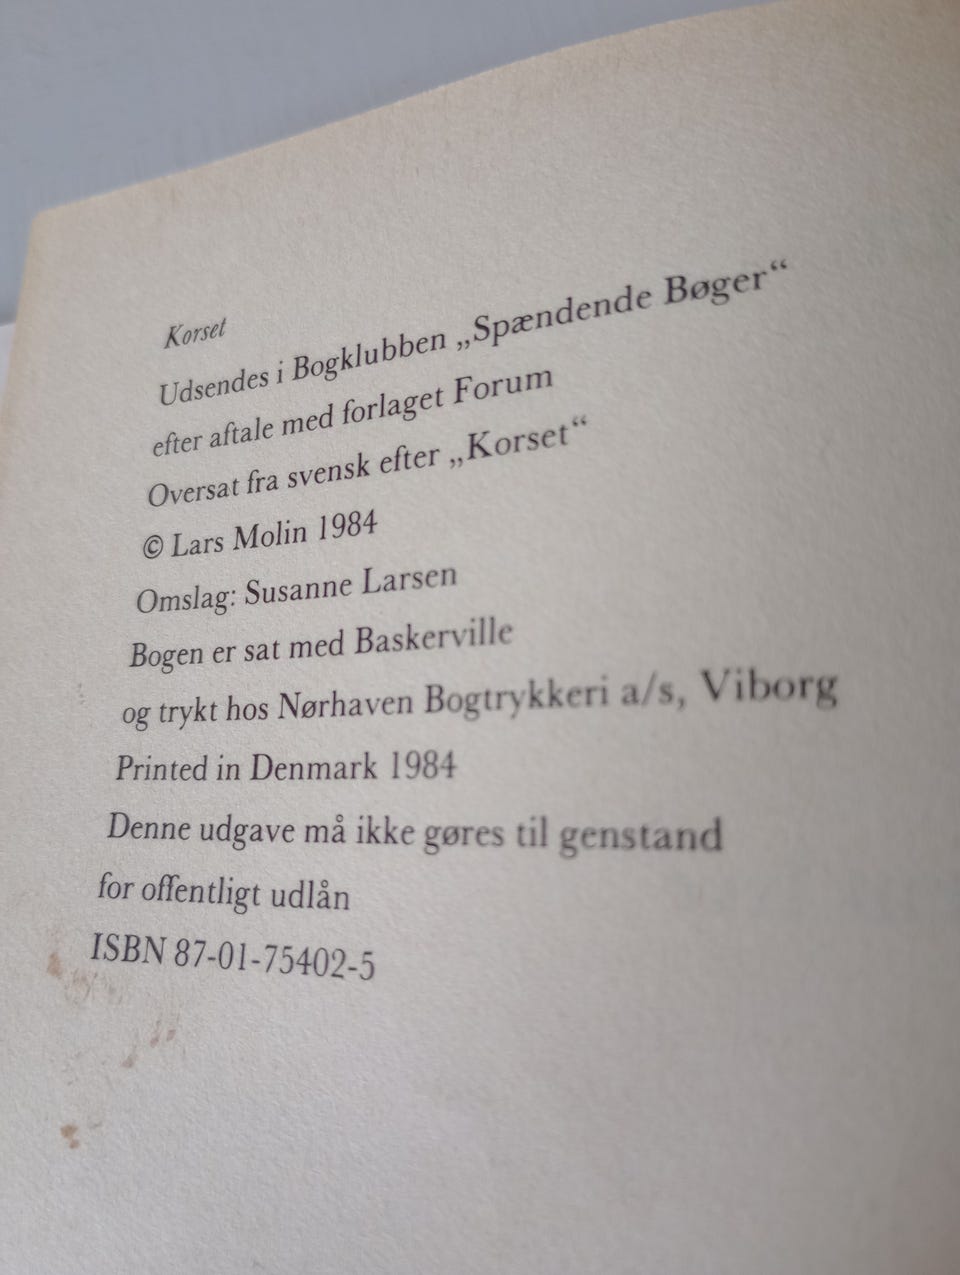 Korset
Udsendes i Bogklubben „Spændende Bøger“
efter aftale med forlaget Forum
Oversat fra svensk efter „Korset“
© Lars Molin 1984
Omslag: Susanne Larsen
Bogen er sat med Baskerville
og trykt hos Nørhaven Bogtrykkeri a/s, Viborg
Printed in Denmark 1984
Denne udgave må ikke gøres til genstand
for offentligt udlån
ISBN 87-01-75402-5